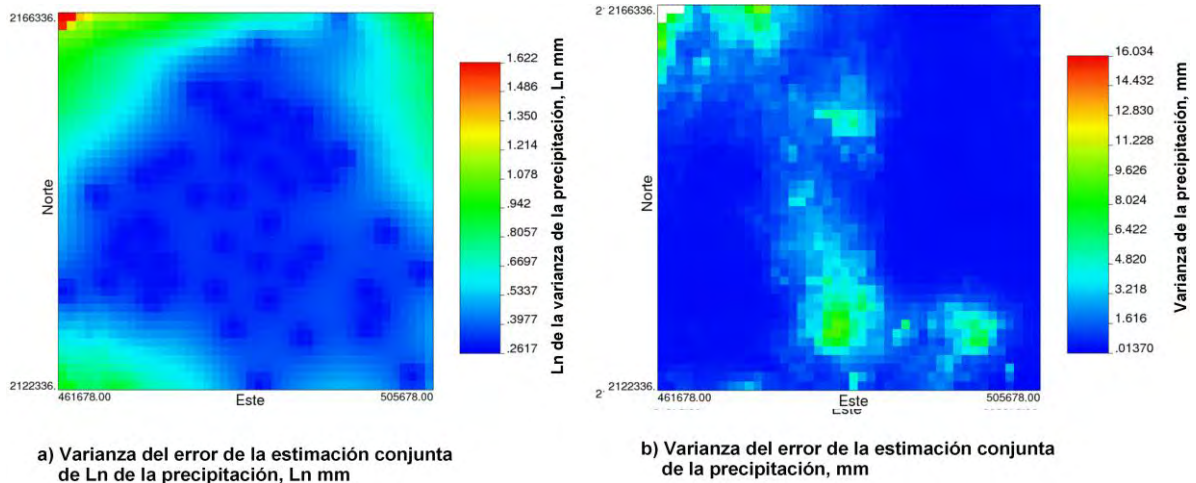 2166336.
Norte
2122336.
461678.00
Este
505678.00
1.622
1.486
1.350
1.214
1.078
.942
.8057
.6697
.5337
.3977
.2617
Ln de la varianza de la precipitación, Ln mm
a) Varianza del error de la estimación conjunta
de Ln de la precipitación, Ln mm
b)
2166336.
Norte
2122336.
461678.00
Este
505678.00
Este
16.034
14.432
12.830
11.228
9.626
8.024
6.422
4.820
3.218
1.616
.01370
Varianza de la precipitación, mm
b) Varianza del error de la estimación conjunta
de la precipitación, mm